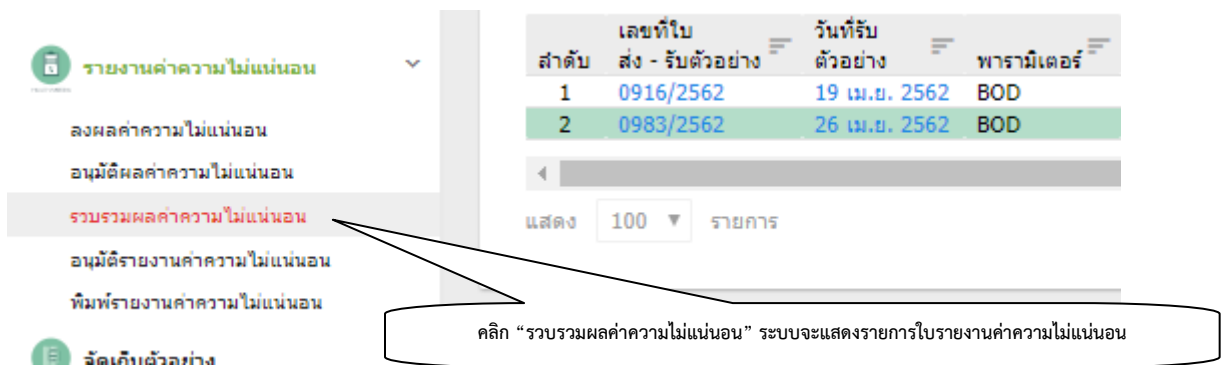 รายงานค่าความไม่แน่นอน
ลงผลค่าความไม่แน่นอน
อนุมัติผลค่าความไม่แน่นอน
รวบรวมผลค่าความไม่แน่นอน
อนุมัติรายงานค่าความไม่แน่นอน
พิมพ์รายงานค่าความไม่แน่นอน
จัดเก็บตัวอย่าง
ลำดับ เลขที่ใบ ส่ง - รับตัวอย่าง วันที่รับ ตัวอย่าง พารามิเตอร์
1 0916/2562 19 เม.ย. 2562 BOD
2 0983/2562 26 เม.ย. 2562 BOD
แสดง 100 รายการ
คลิก “รวบรวมผลค่าความไม่แน่นอน” ระบบจะแสดงรายการใบรายงานค่าความไม่แน่นอน